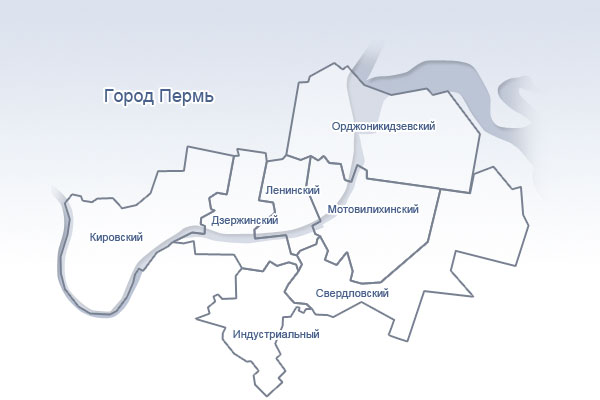 Город Пермь
Орджоникидзевский
Ленинский
Мотовилихинский
Дзержинский
Кировский
Свердловский
Индустриальный